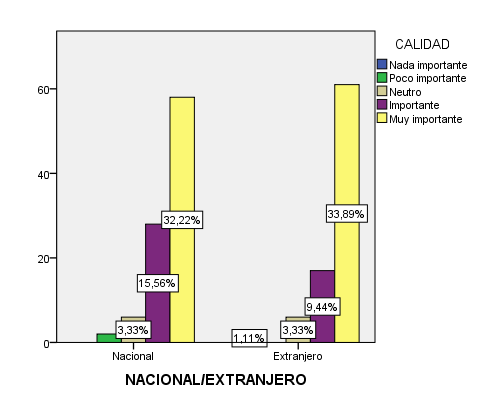 CALIDAD
Nada importante
Poco importante
Neutro
Importante
Muy importante
60
40
20
0
32,22%
15,56%
3,33%
33,89%
9,44%
3,33%
1,11%
Nacional
Extranjero
NACIONAL/EXTRANJERO